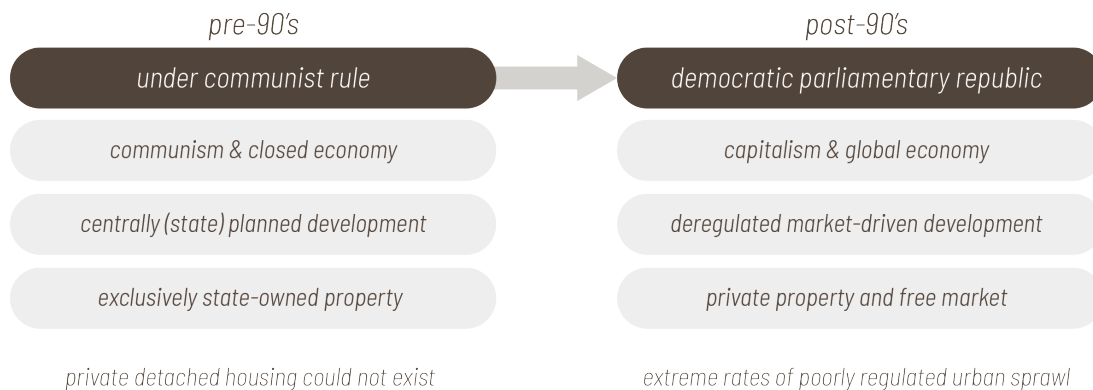 pre-90's
under communist rule
communism & closed economy
centrally (state) planned development
exclusively state-owned property
private detached housing could not exist
post-90's
democratic parliamentary republic
capitalism & global economy
deregulated market-driven development
private property and free market
extreme rates of poorly regulated urban sprawl